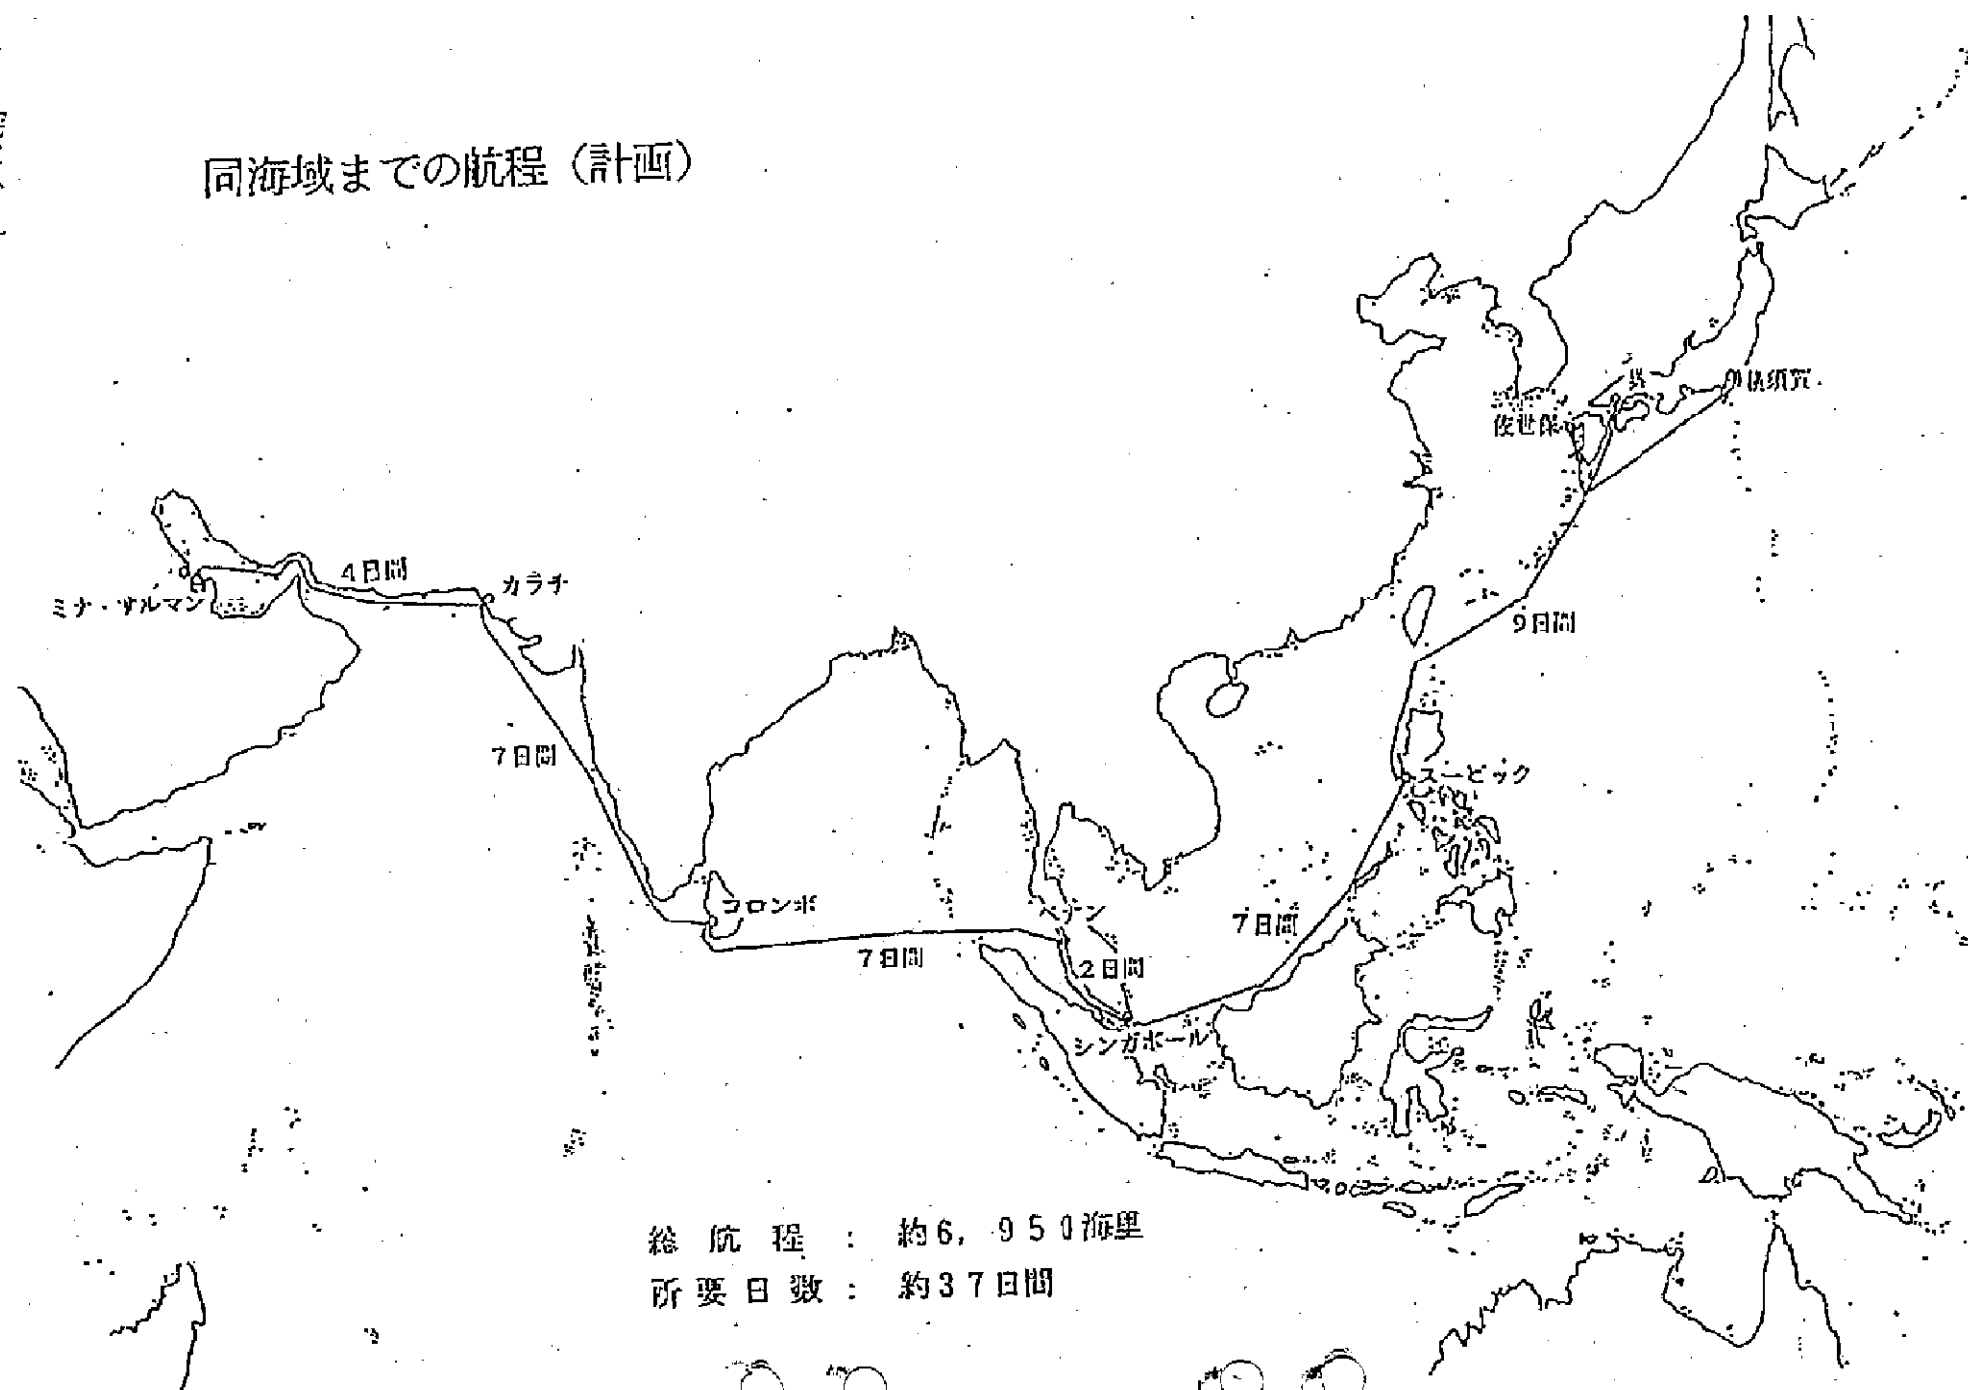 同海域までの航程（計画）
呉
横須賀
佐世保
4日間
カラチ
ミナ・サルマン
9日間
7日間
スービック
コロンボ
ペナン
7日間
7日間
2日間
シンガポール
総航程：約6，950海里
所要日数：約37日間